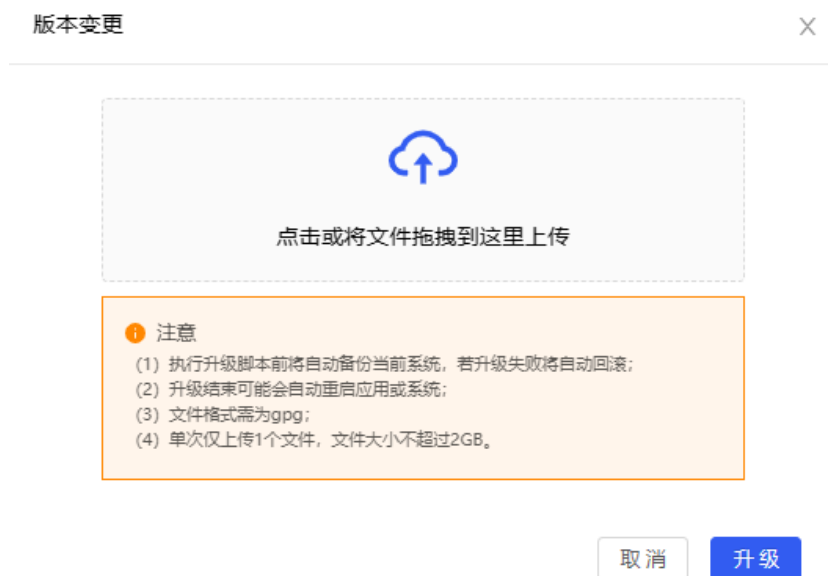 版本变更
点击或将文件拖拽到这里上传
注意
(1) 执行升级脚本前将自动备份当前系统，若升级失败将自动回滚；
(2) 升级结束可能会自动重启应用或系统；
(3) 文件格式需为gpg；
(4) 单次仅上传1个文件，文件大小不超过2GB。
取消 升级